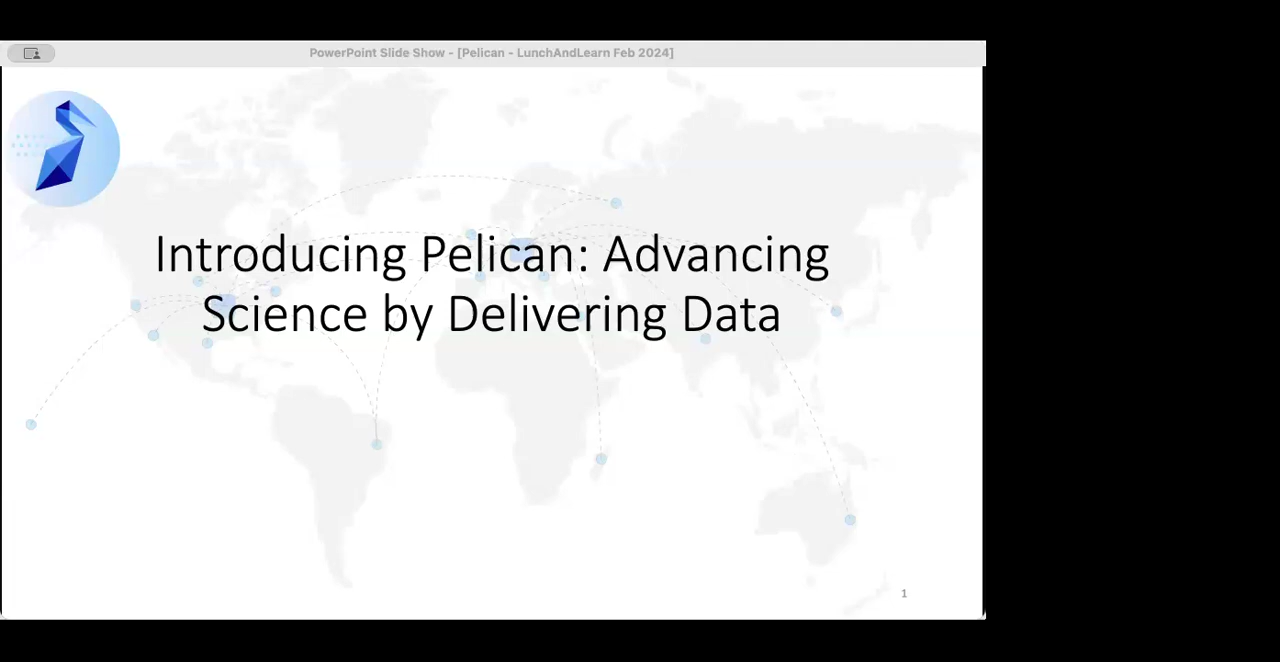 PowerPoint Slide Show - [Pelican - LunchAndLearn Feb 2024]
Introducing Pelican: Advancing
Science by Delivering Data
1